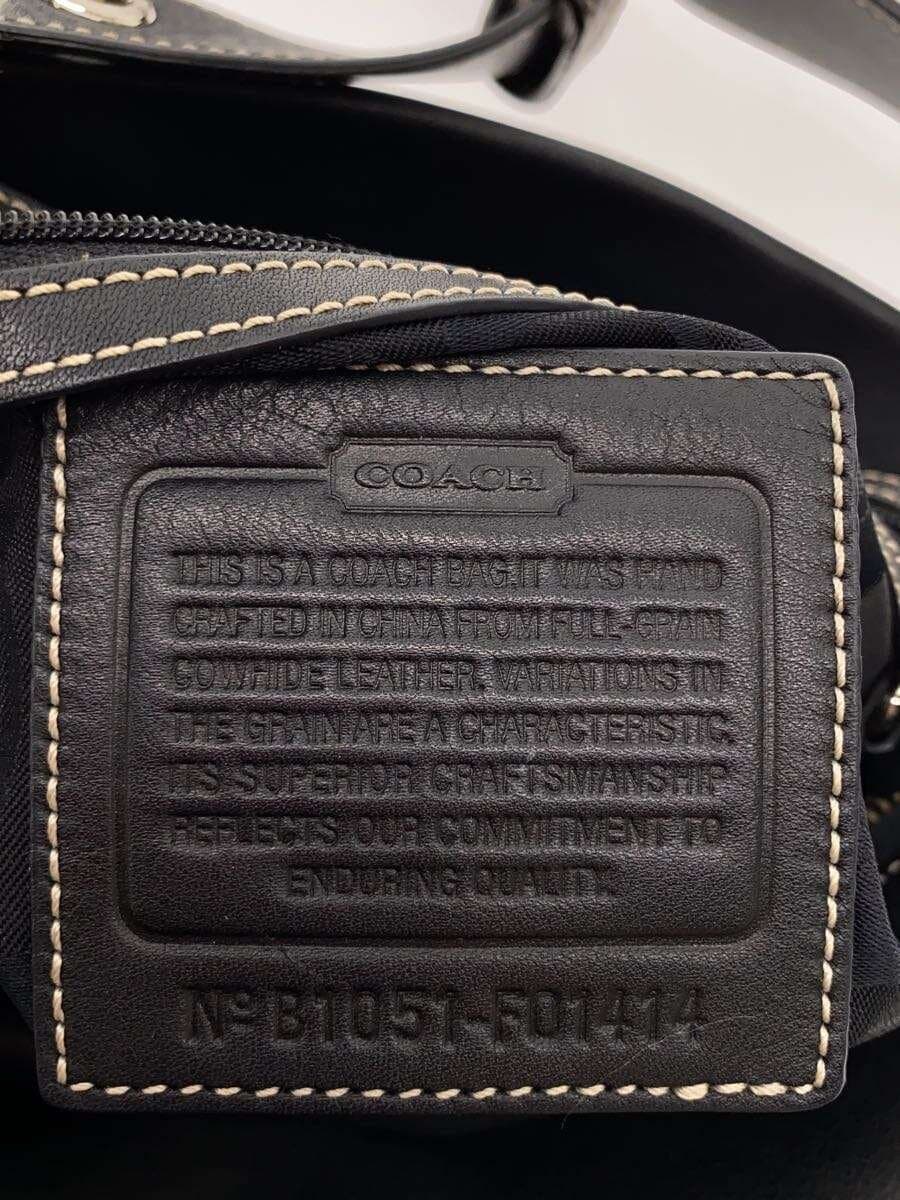 COACH
THIS IS A COACH BAG.IT WAS HAND
CRAFTED IN CHINA FROM FULL-GRAIN
COWHIDE LEATHER. VARIATIONS IN
THE GRAIN ARE A CHARACTERISTIC.
ITS SUPERIOR CRAFTSMANSHIP
REFLECTS OUR COMMITMENT TO
ENDURING QUALITY.
Nº B1051-F01414